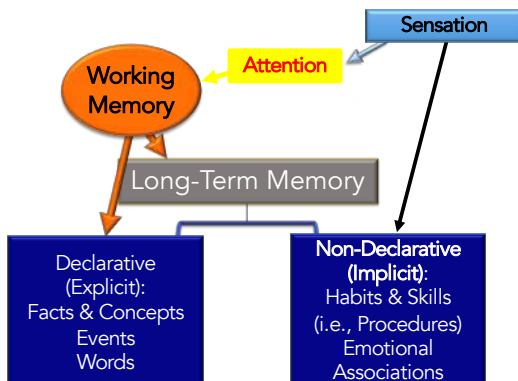 Sensation
Attention
Working
Memory
Long-Term Memory
Declarative
(Explicit):
Facts & Concepts
Events
Words
Non-Declarative
(Implicit):
Habits & Skills
(i.e., Procedures)
Emotional
Associations